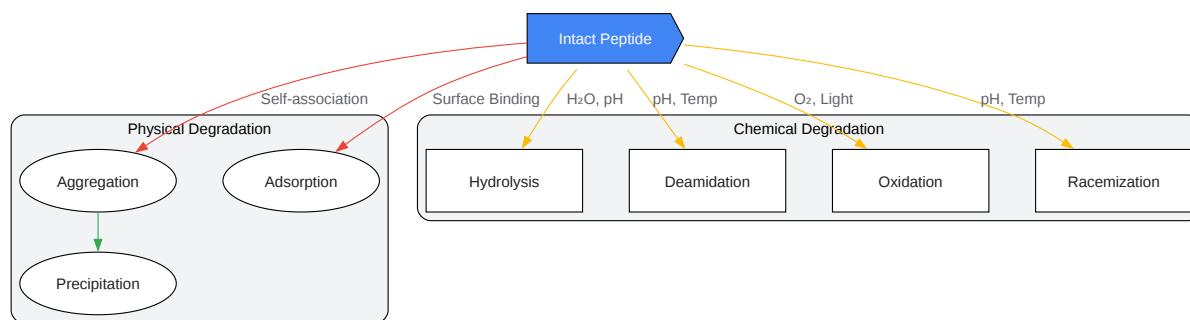 Intact Peptide
Self-association
Surface Binding
H₂O, pH
pH, Temp
O₂, Light
pH, Temp
Physical Degradation
Chemical Degradation
Aggregation
Adsorption
Hydrolysis
Deamidation
Oxidation
Racemization
Precipitation